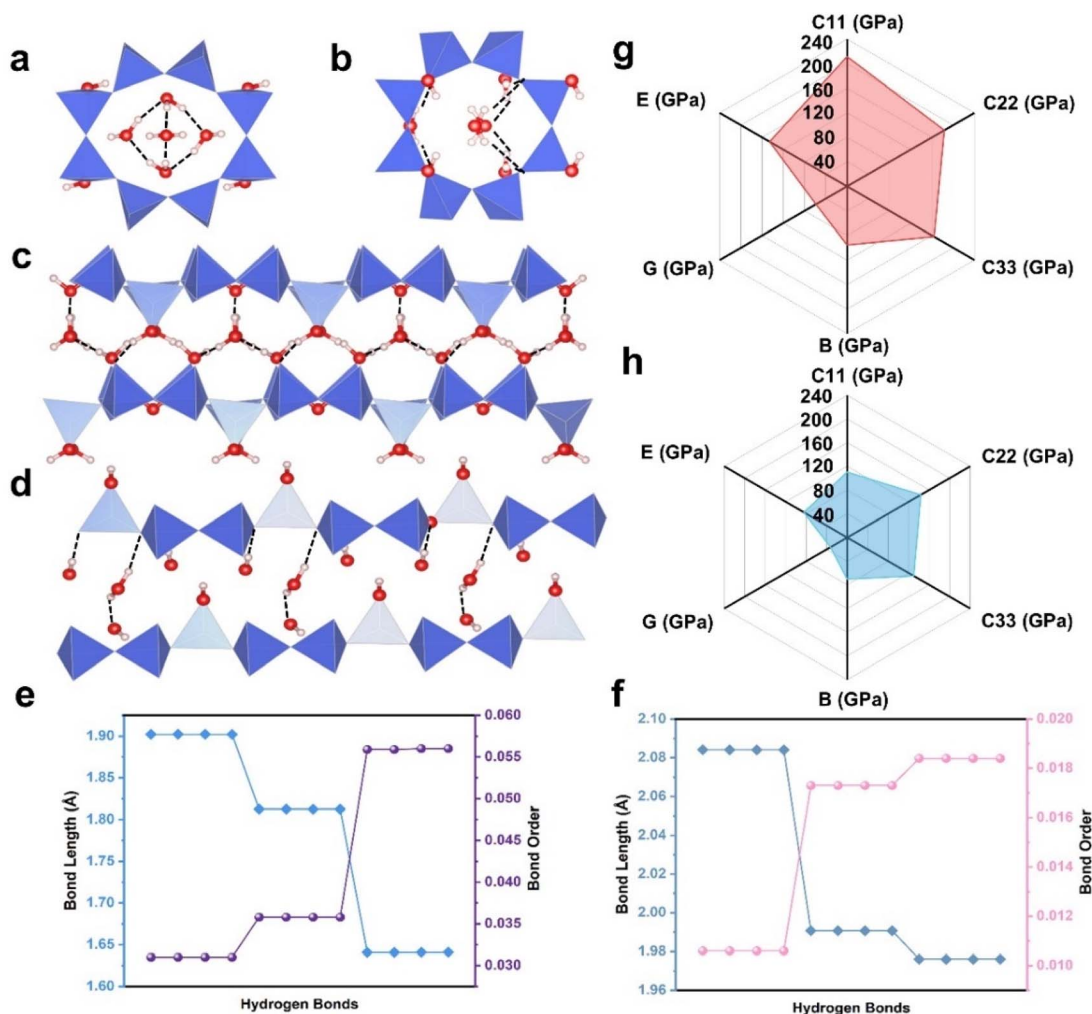 a
b
c
d
g
C11 (GPa)
240
200
160
120
80
40
E (GPa)
C22 (GPa)
G (GPa)
C33 (GPa)
B (GPa)
h
C11 (GPa)
240
200
160
120
80
40
E (GPa)
C22 (GPa)
G (GPa)
C33 (GPa)
B (GPa)
e
Bond Length (Å)
1.90
1.85
1.80
1.75
1.70
1.65
1.60
0.060
0.055
0.050
0.045
0.040
0.035
0.030
Bond Order
Hydrogen Bonds
f
Bond Length (Å)
2.10
2.08
2.06
2.04
2.02
2.00
1.98
1.96
0.020
0.018
0.016
0.014
0.012
0.010
Bond Order
Hydrogen Bonds